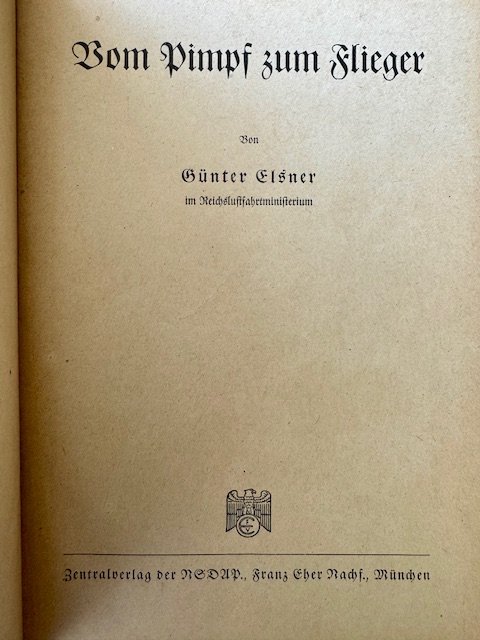 Vom Pimpf zum Flieger
Von
Günter Elsner
im Reichsluftfahrtministerium
Zentralverlag der NSDAP., Franz Eher Nachf., München